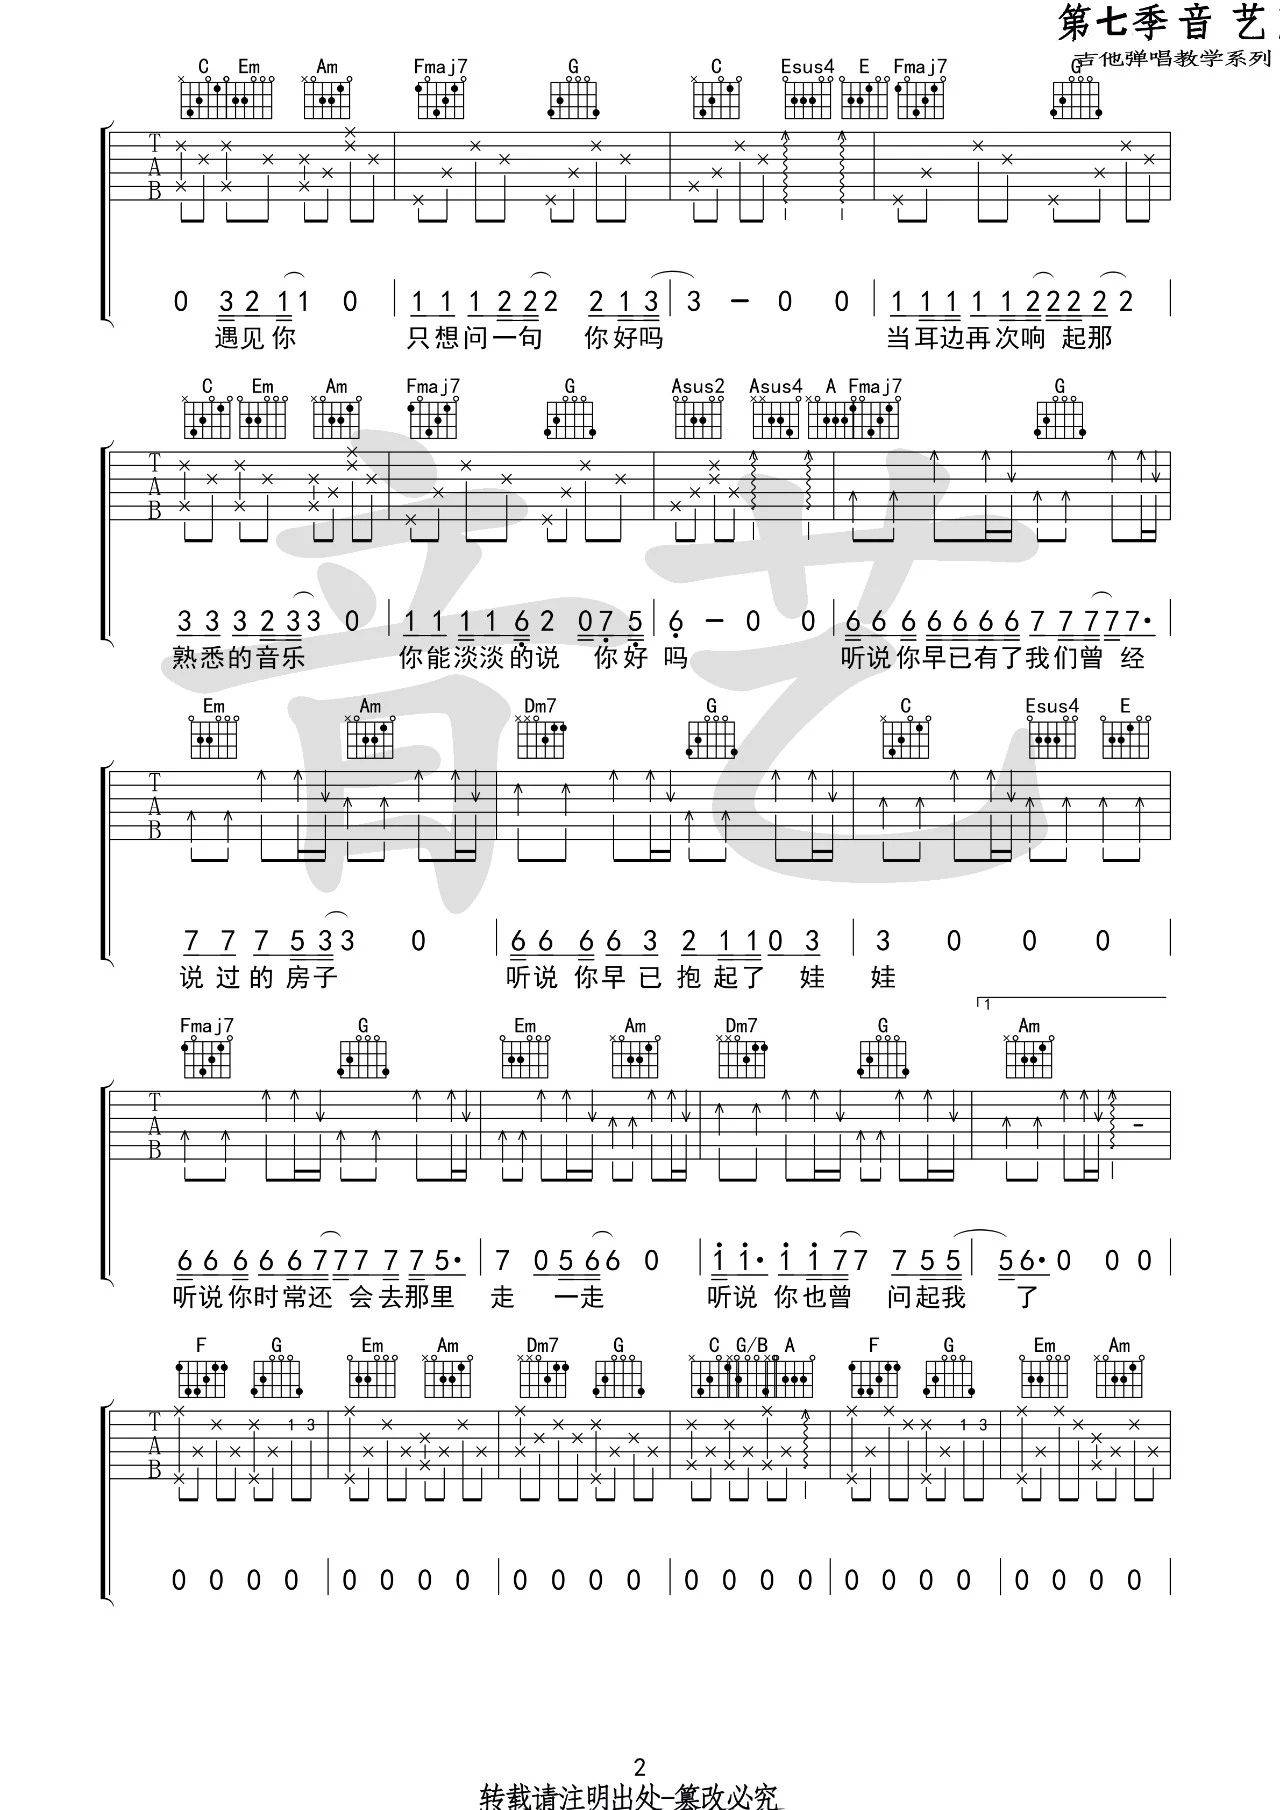 第七季音 艺
吉他弹唱教学系列
C Em Am Fmaj7 G C Esus4 E Fmaj7 G
T
A
B
0 3 2 1 1 0 1 1 1 2 2 2 2 1 3 3 - 0 0 1 1 1 1 1 2 2 2 2 2
遇见你 只想问一句 你好吗 当耳边再次响 起那
C Em Am Fmaj7 G Asus2 Asus4 A Fmaj7 G
T
A
B
3 3 3 2 3 3 0 1 1 1 1 6 2 0 7 5 6 - 0 0 6 6 6 6 6 6 6 7 7 7 7 7·
熟悉的音乐 你能淡淡的说 你好 吗 听说你早已有了我们曾 经
音艺
Em Am Dm7 G C Esus4 E
T
A
B
7 7 7 5 3 3 0 6 6 6 6 3 2 1 1 0 3 3 0 0 0
说过的房子 听说你早已抱起了 娃 娃
1
Fmaj7 G Em Am Dm7 G Am
T
A
B
6 6 6 6 6 7 7 7 7 7 5· 7 0 5 6 6 0 1 1· 1 1 7 7 7 5 5 5 6· 0 0 0
听说你时常还 会去那里 走 一走 听说 你也曾 问起我 了
F G Em Am Dm7 G C G/B A F G Em Am
T
A
B
1 3 1 3
0 0 0 0 0 0 0 0 0 0 0 0 0 0 0 0 0 0 0 0 0 0 0 0
2
转载请注明出处-篡改必究